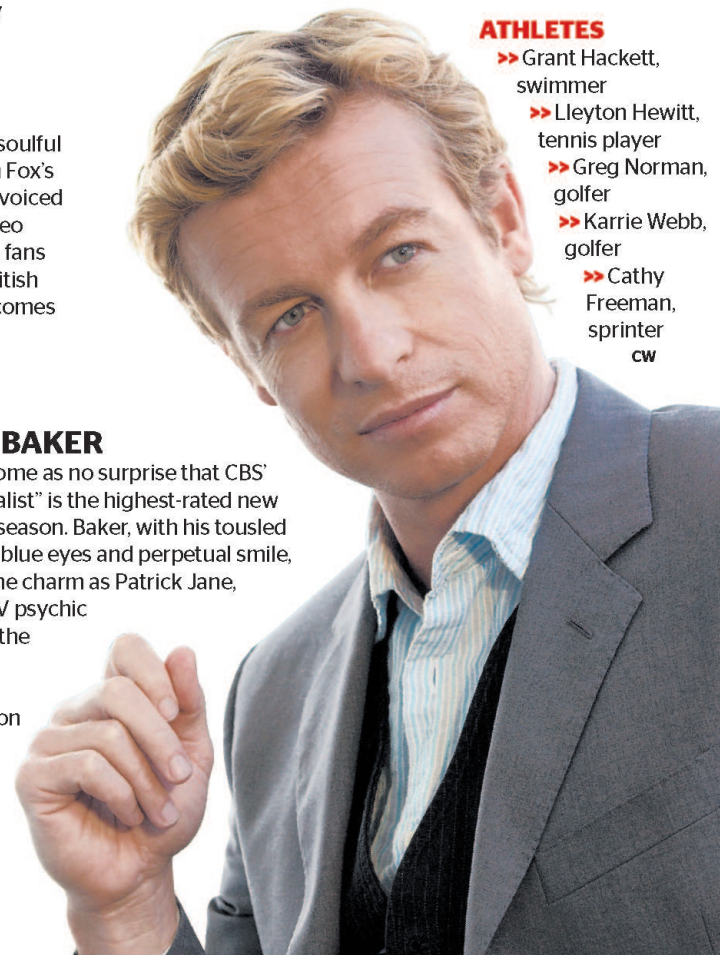 soulful
Fox's
voiced
eo
fans
itish
comes
BAKER
ome as no surprise that CBS'
alist" is the highest-rated new
season. Baker, with his tousled
blue eyes and perpetual smile,
ne charm as Patrick Jane,
V psychic
the
on
ATHLETES
>> Grant Hackett,
swimmer
>> Lleyton Hewitt,
tennis player
>> Greg Norman,
golfer
>> Karrie Webb,
golfer
>> Cathy
Freeman,
sprinter
CW